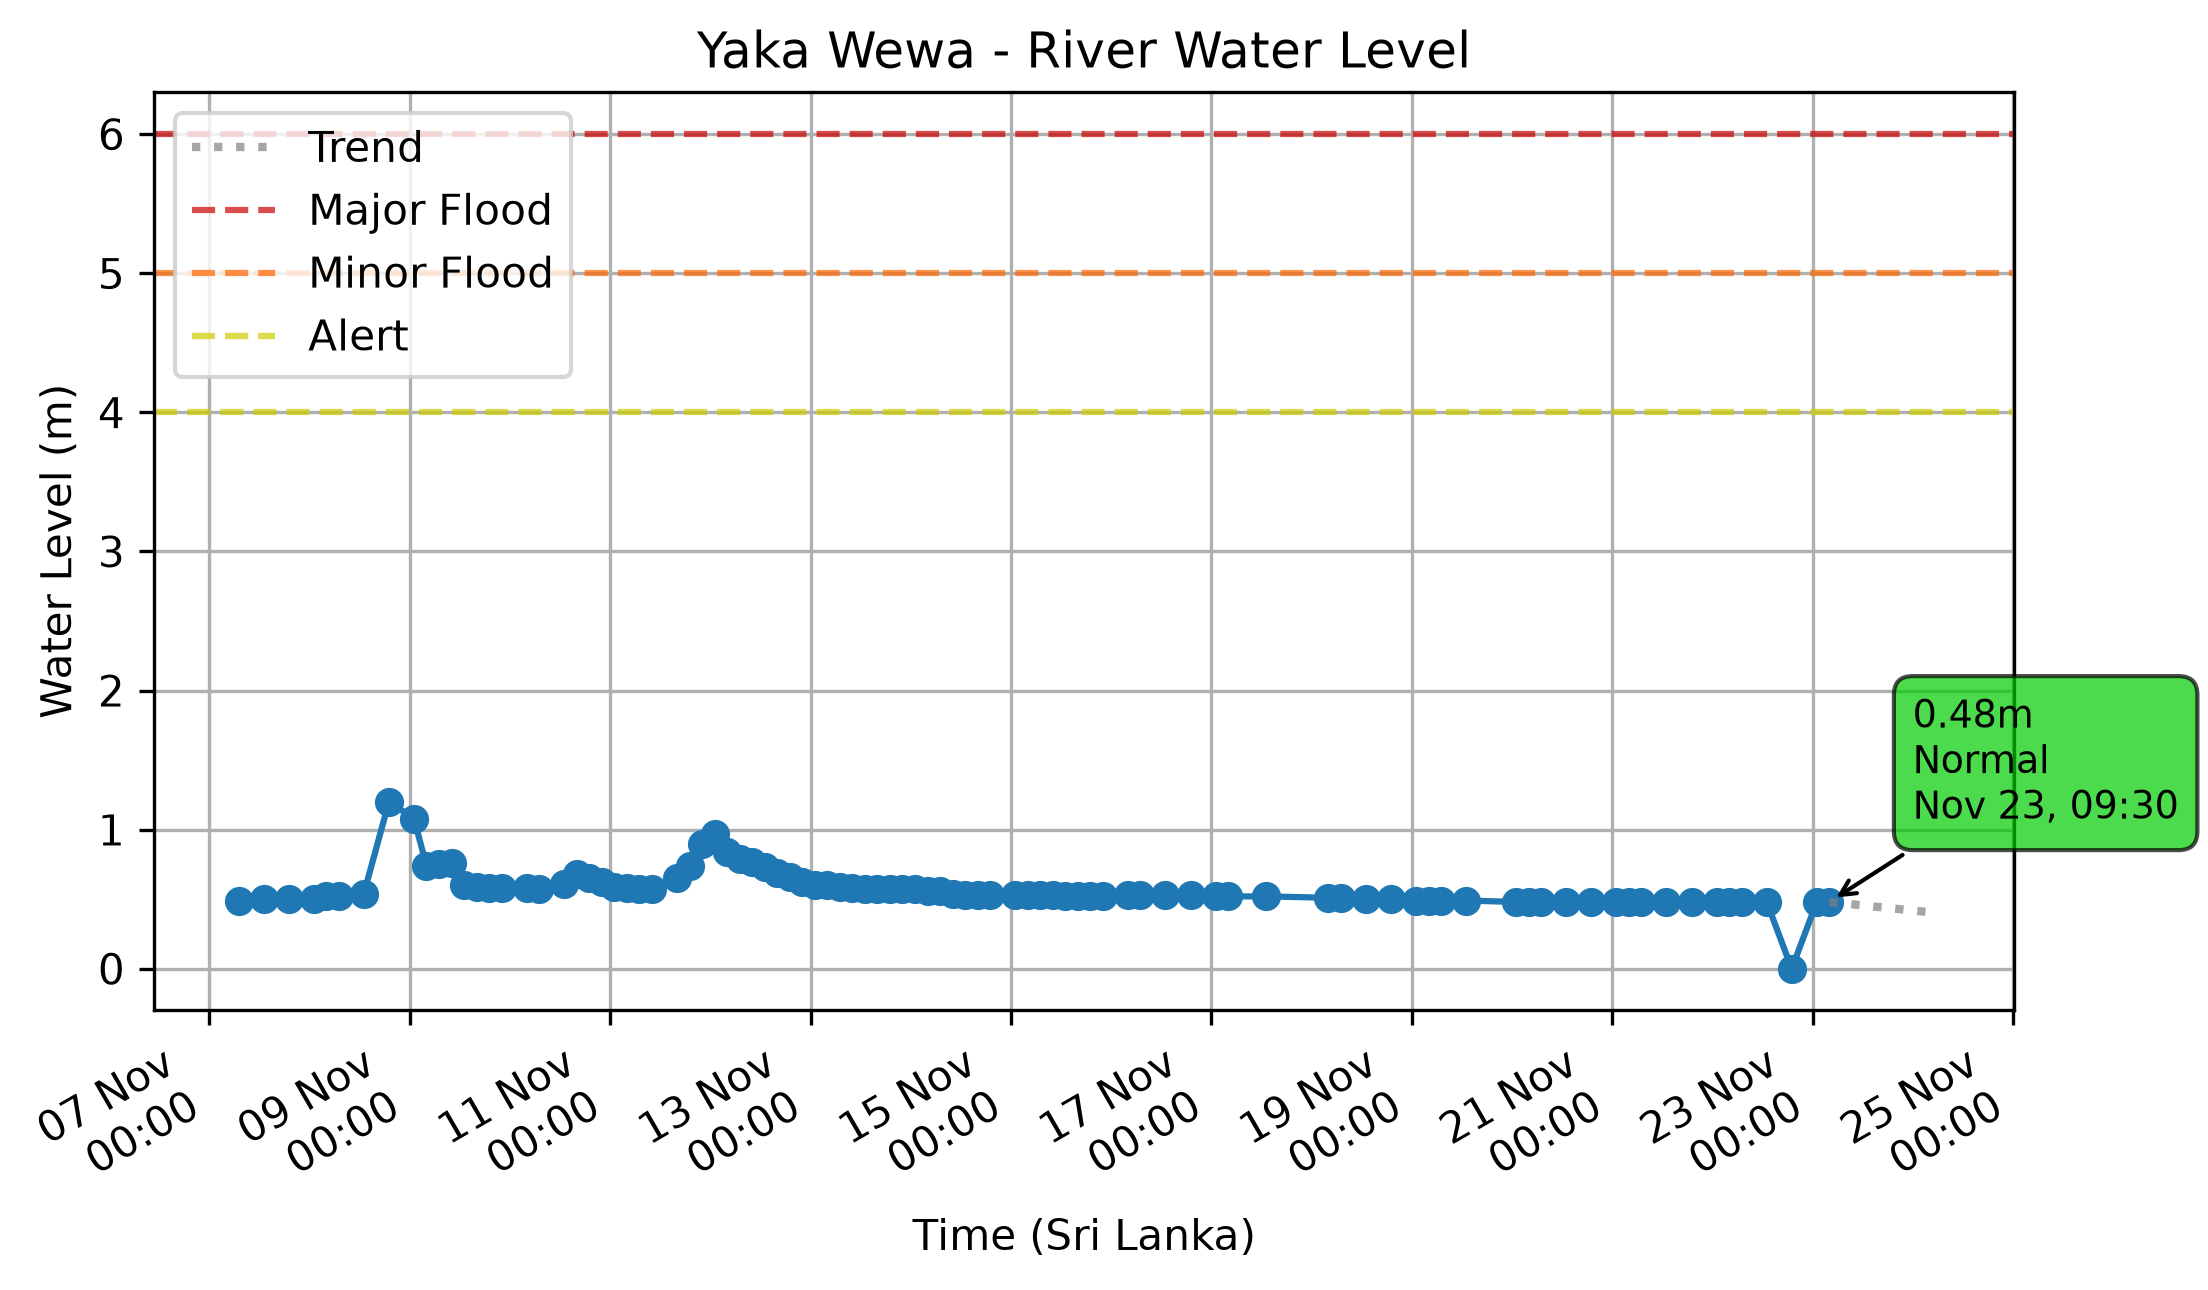 Yaka Wewa - River Water Level
Trend
Major Flood
Minor Flood
Alert
6
5
4
3
2
1
0
Water Level (m)
0.48m
Normal
Nov 23, 09:30
07 Nov
00:00
09 Nov
00:00
11 Nov
00:00
13 Nov
00:00
15 Nov
00:00
17 Nov
00:00
19 Nov
00:00
21 Nov
00:00
23 Nov
00:00
25 Nov
00:00
Time (Sri Lanka)